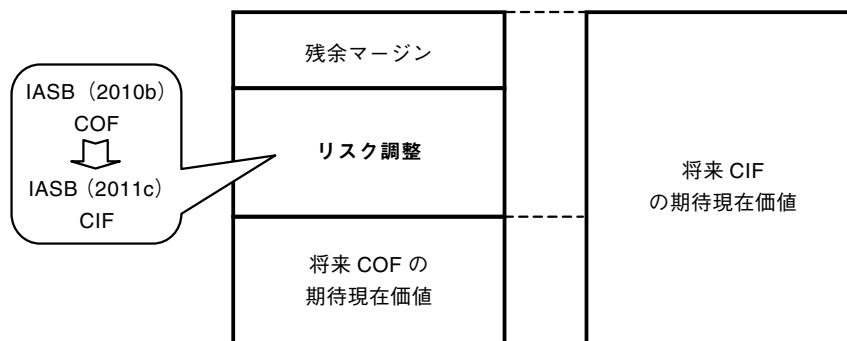 IASB（2010b）
COF
IASB（2011c）
CIF
残余マージン
リスク調整
将来 COF の
期待現在価値
将来 CIF
の期待現在価値